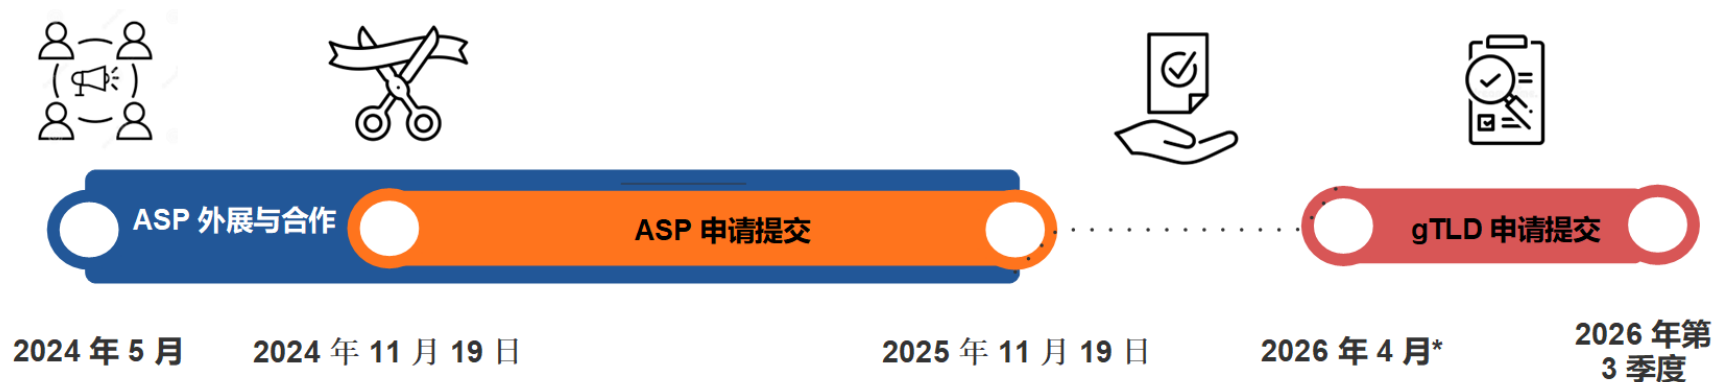 ASP 外展与合作
ASP 申请提交
gTLD 申请提交
2024 年 5 月
2024 年 11 月 19 日
2025 年 11 月 19 日
2026 年 4 月*
2026 年第
3 季度